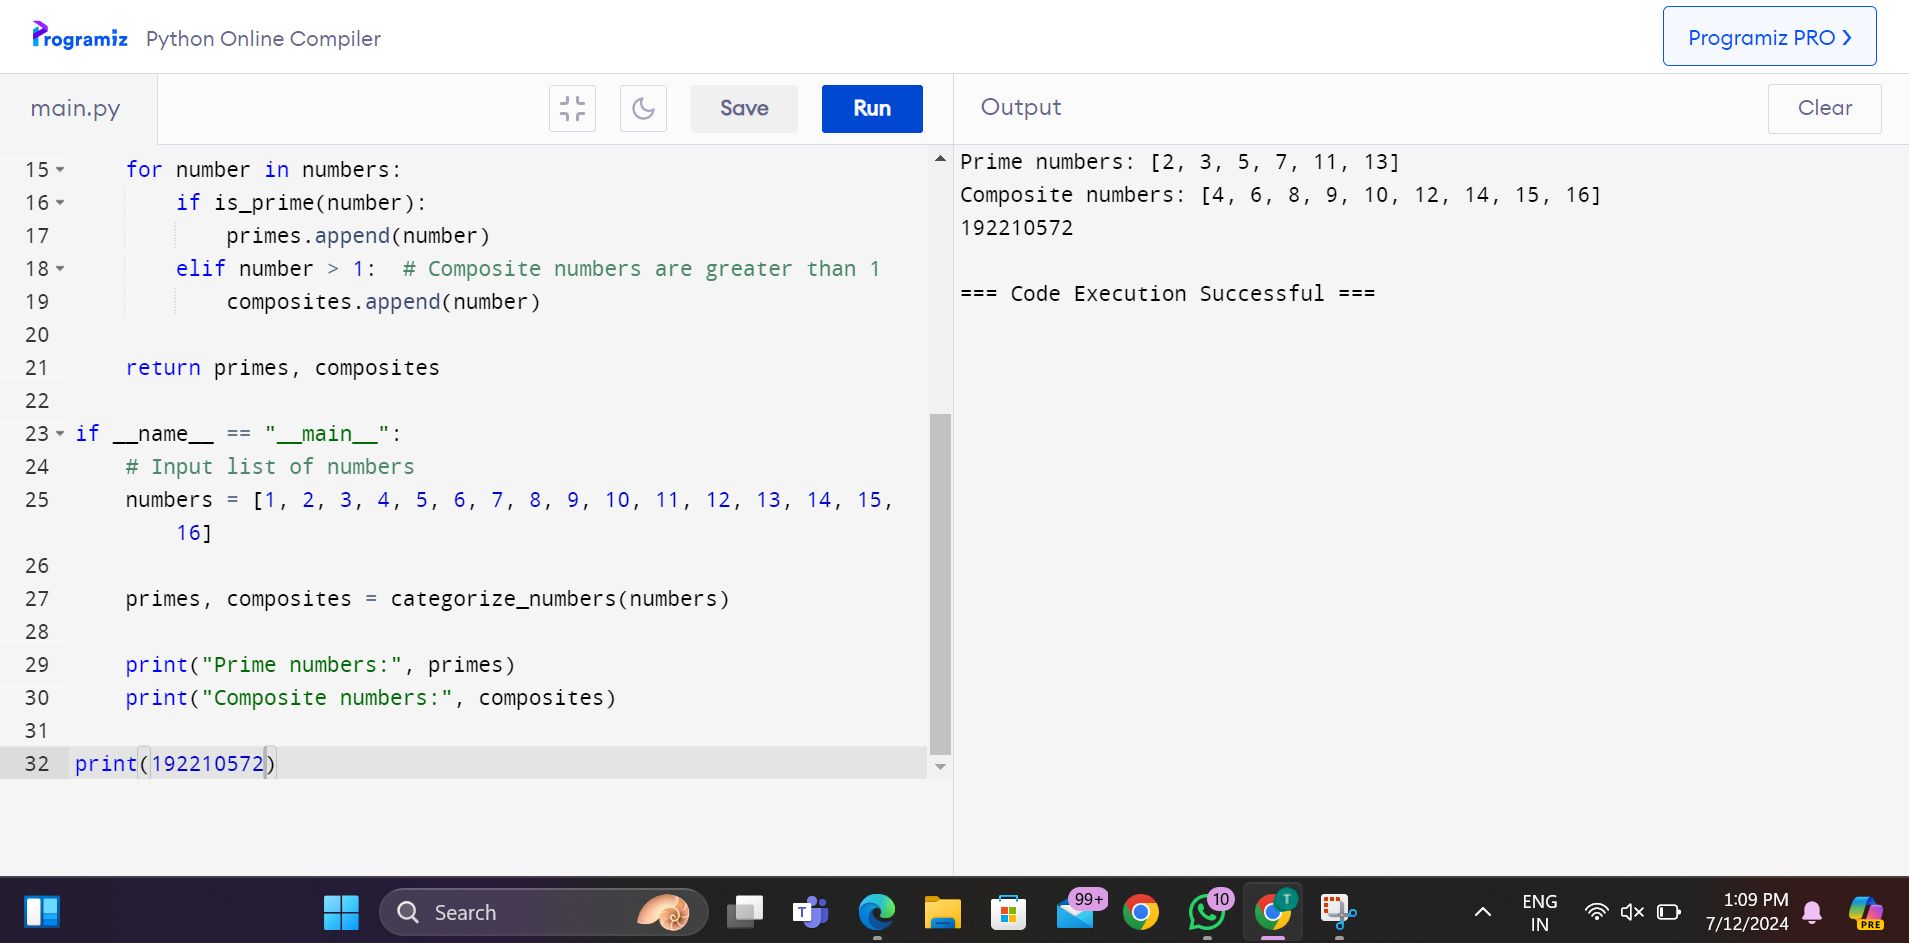 Programiz Python Online Compiler
Programiz PRO
main.py
Save
Run
15 for number in numbers:
16 if is_prime(number):
17 primes.append(number)
18 elif number > 1:  # Composite numbers are greater than 1
19 composites.append(number)
20
21 return primes, composites
22
23 if __name__ == "__main__":
24 # Input list of numbers
25 numbers = [1, 2, 3, 4, 5, 6, 7, 8, 9, 10, 11, 12, 13, 14, 15,
16]
26
27 primes, composites = categorize_numbers(numbers)
28
29 print("Prime numbers:", primes)
30 print("Composite numbers:", composites)
31
32 print(192210572)
Output
Clear
Prime numbers: [2, 3, 5, 7, 11, 13]
Composite numbers: [4, 6, 8, 9, 10, 12, 14, 15, 16]
192210572
=== Code Execution Successful ===
Search
T
99+
10
T
ENG
IN
1:09 PM
7/12/2024
PRE